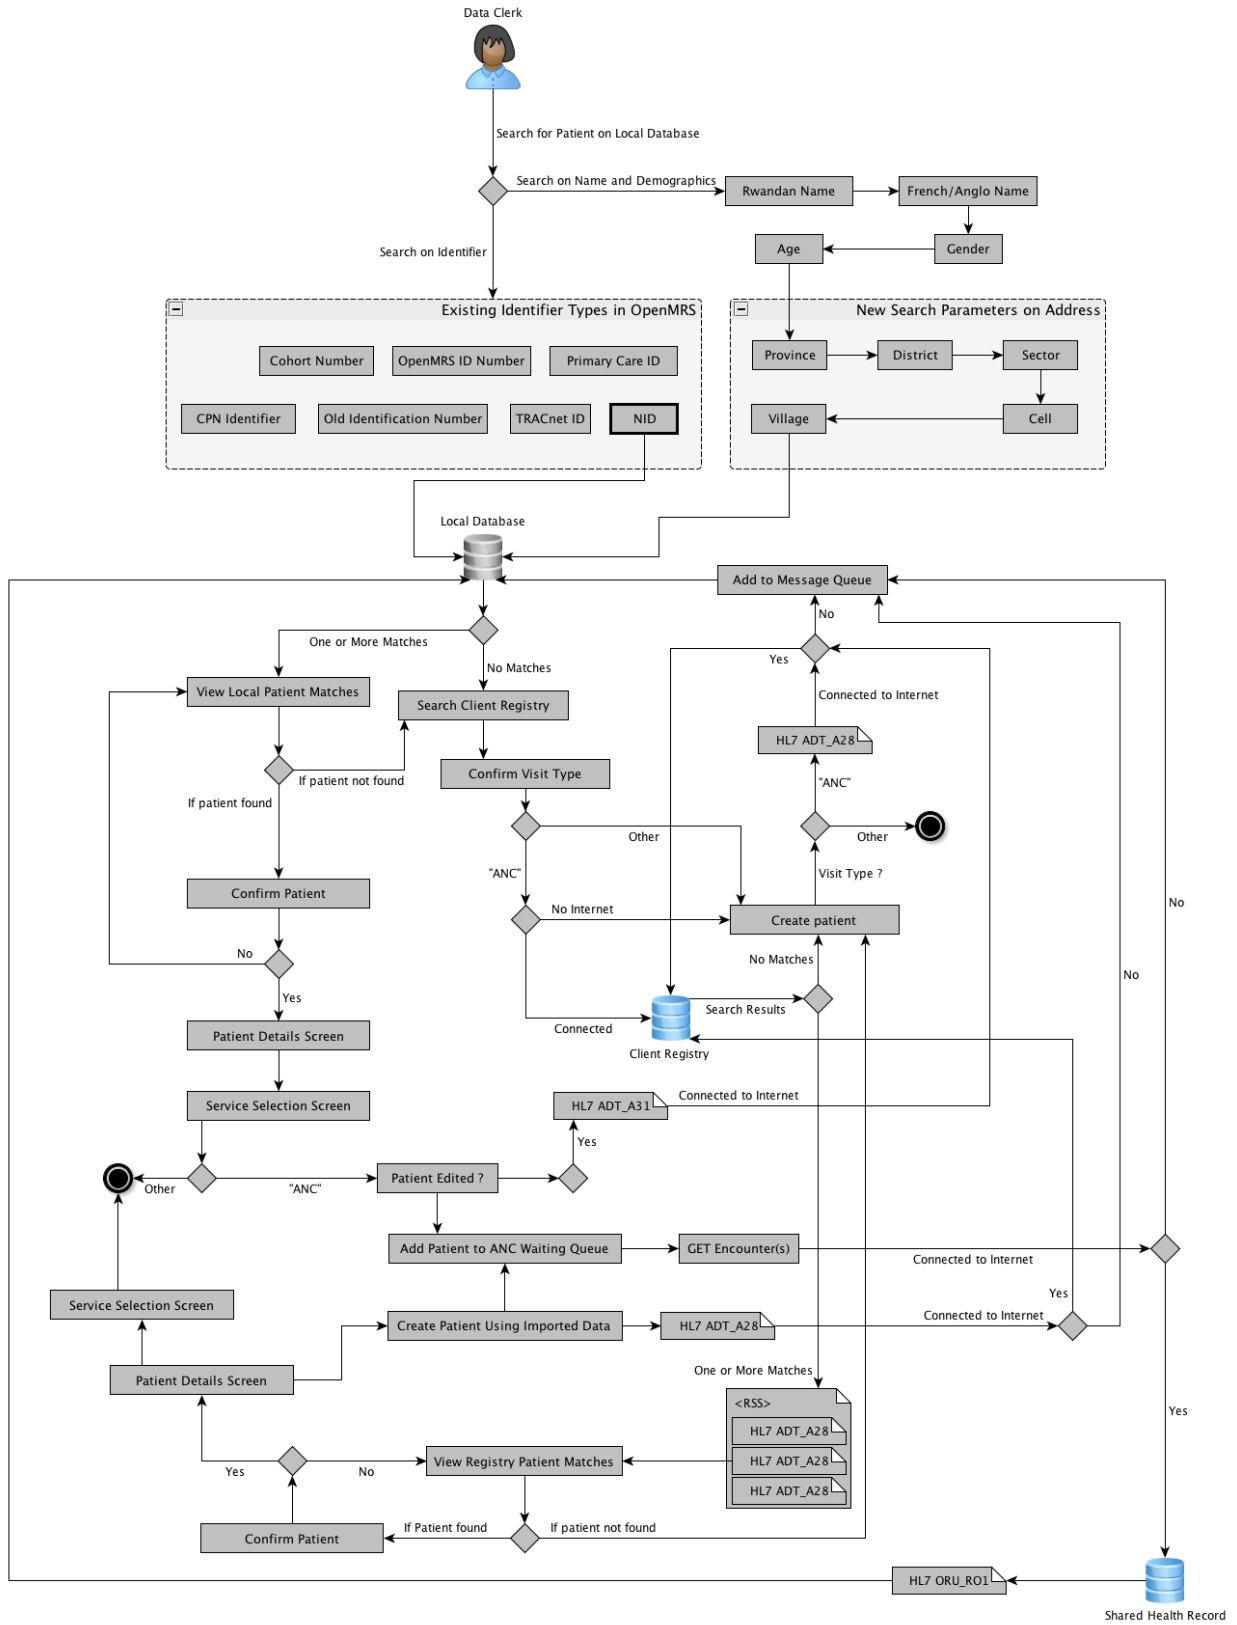 Data Clerk
Search for Patient on Local Database
Search on Name and Demographics
Rwandan Name
French/Anglo Name
Search on Identifier
Age
Gender
Existing Identifier Types in OpenMRS
New Search Parameters on Address
Cohort Number
OpenMRS ID Number
Primary Care ID
Province
District
Sector
CPN Identifier
Old Identification Number
TRACnet ID
NID
Village
Cell
Local Database
Add to Message Queue
No
One or More Matches
Yes
No Matches
View Local Patient Matches
Connected to Internet
Search Client Registry
HL7 ADT_A28
Confirm Visit Type
If patient not found
"ANC"
If patient found
Other
Other
"ANC"
Visit Type ?
Confirm Patient
No Internet
No
Create patient
No
No Matches
No
Yes
Search Results
Connected
Patient Details Screen
Client Registry
Service Selection Screen
HL7 ADT_A31
Connected to Internet
Yes
Other
"ANC"
Patient Edited ?
Add Patient to ANC Waiting Queue
GET Encounter(s)
Connected to Internet
Yes
Service Selection Screen
Create Patient Using Imported Data
HL7 ADT_A28
Connected to Internet
One or More Matches
Patient Details Screen
<RSS>
Yes
HL7 ADT_A28
View Registry Patient Matches
HL7 ADT_A28
Yes
No
HL7 ADT_A28
If Patient found
If patient not found
Confirm Patient
HL7 ORU_RO1
Shared Health Record